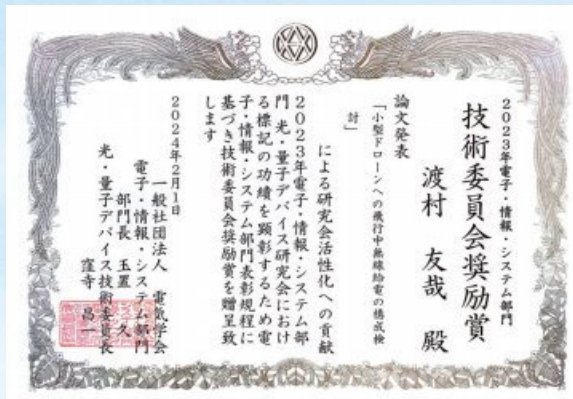 2023年電子・情報・システム部門
技術委員会奨励賞
渡村 友哉 殿
論文発表
「小型ドローンへの飛行中無線給電の構成検
討」
による研究会活性化への貢献
2023年電子・情報・システム部
門 光・量子デバイス研究会におけ
る標記の功績を顕彰するため電
子・情報・システム部門表彰規程に
基づき技術委員会奨励賞を贈呈致
します
2024年2月1日
一般社団法人 電気学会
電子・情報・システム部門
部門長 玉置 久
光・量子デバイス技術委員長
窪寺 昌一